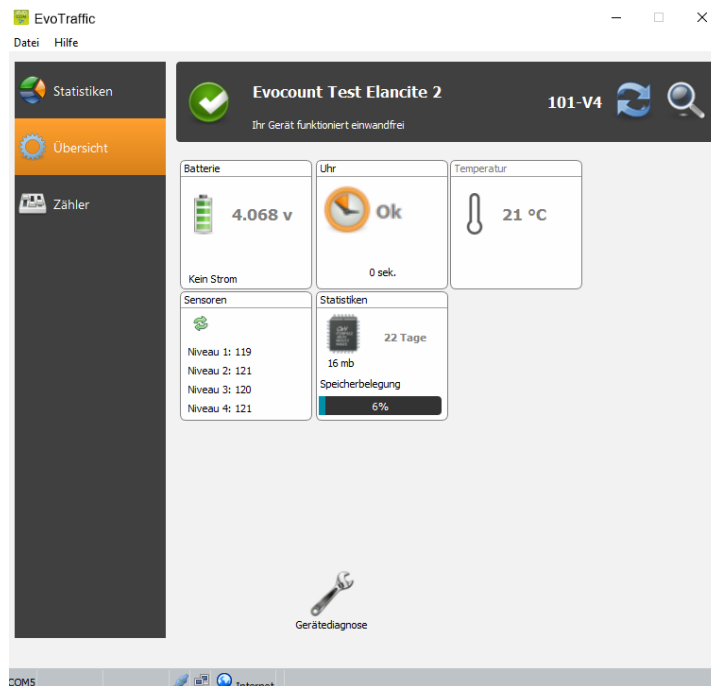 EvoTraffic
Datei Hilfe
Statistiken
Übersicht
Zähler
Evocount Test Elancite 2
Ihr Gerät funktioniert einwandfrei
101-V4
Batterie
4.068 v
Kein Strom
Uhr
Ok
0 sek.
Temperatur
21 °C
Sensoren
Niveau 1: 119
Niveau 2: 121
Niveau 3: 120
Niveau 4: 121
Statistiken
22 Tage
16 mb
Speicherbelegung
6%
Gerätediagnose
COM5 Internet